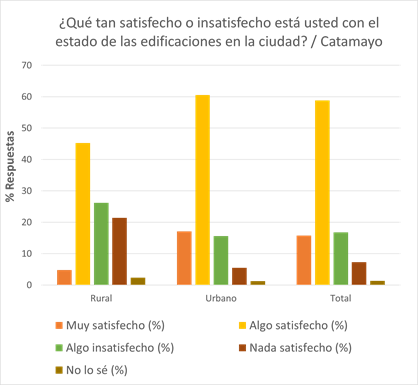 ¿Qué tan satisfecho o insatisfecho está usted con el
estado de las edificaciones en la ciudad? / Catamayo
% Respuestas
70
60
50
40
30
20
10
0
Rural
Urbano
Total
Muy satisfecho (%)
Algo satisfecho (%)
Algo insatisfecho (%)
Nada satisfecho (%)
No lo sé (%)